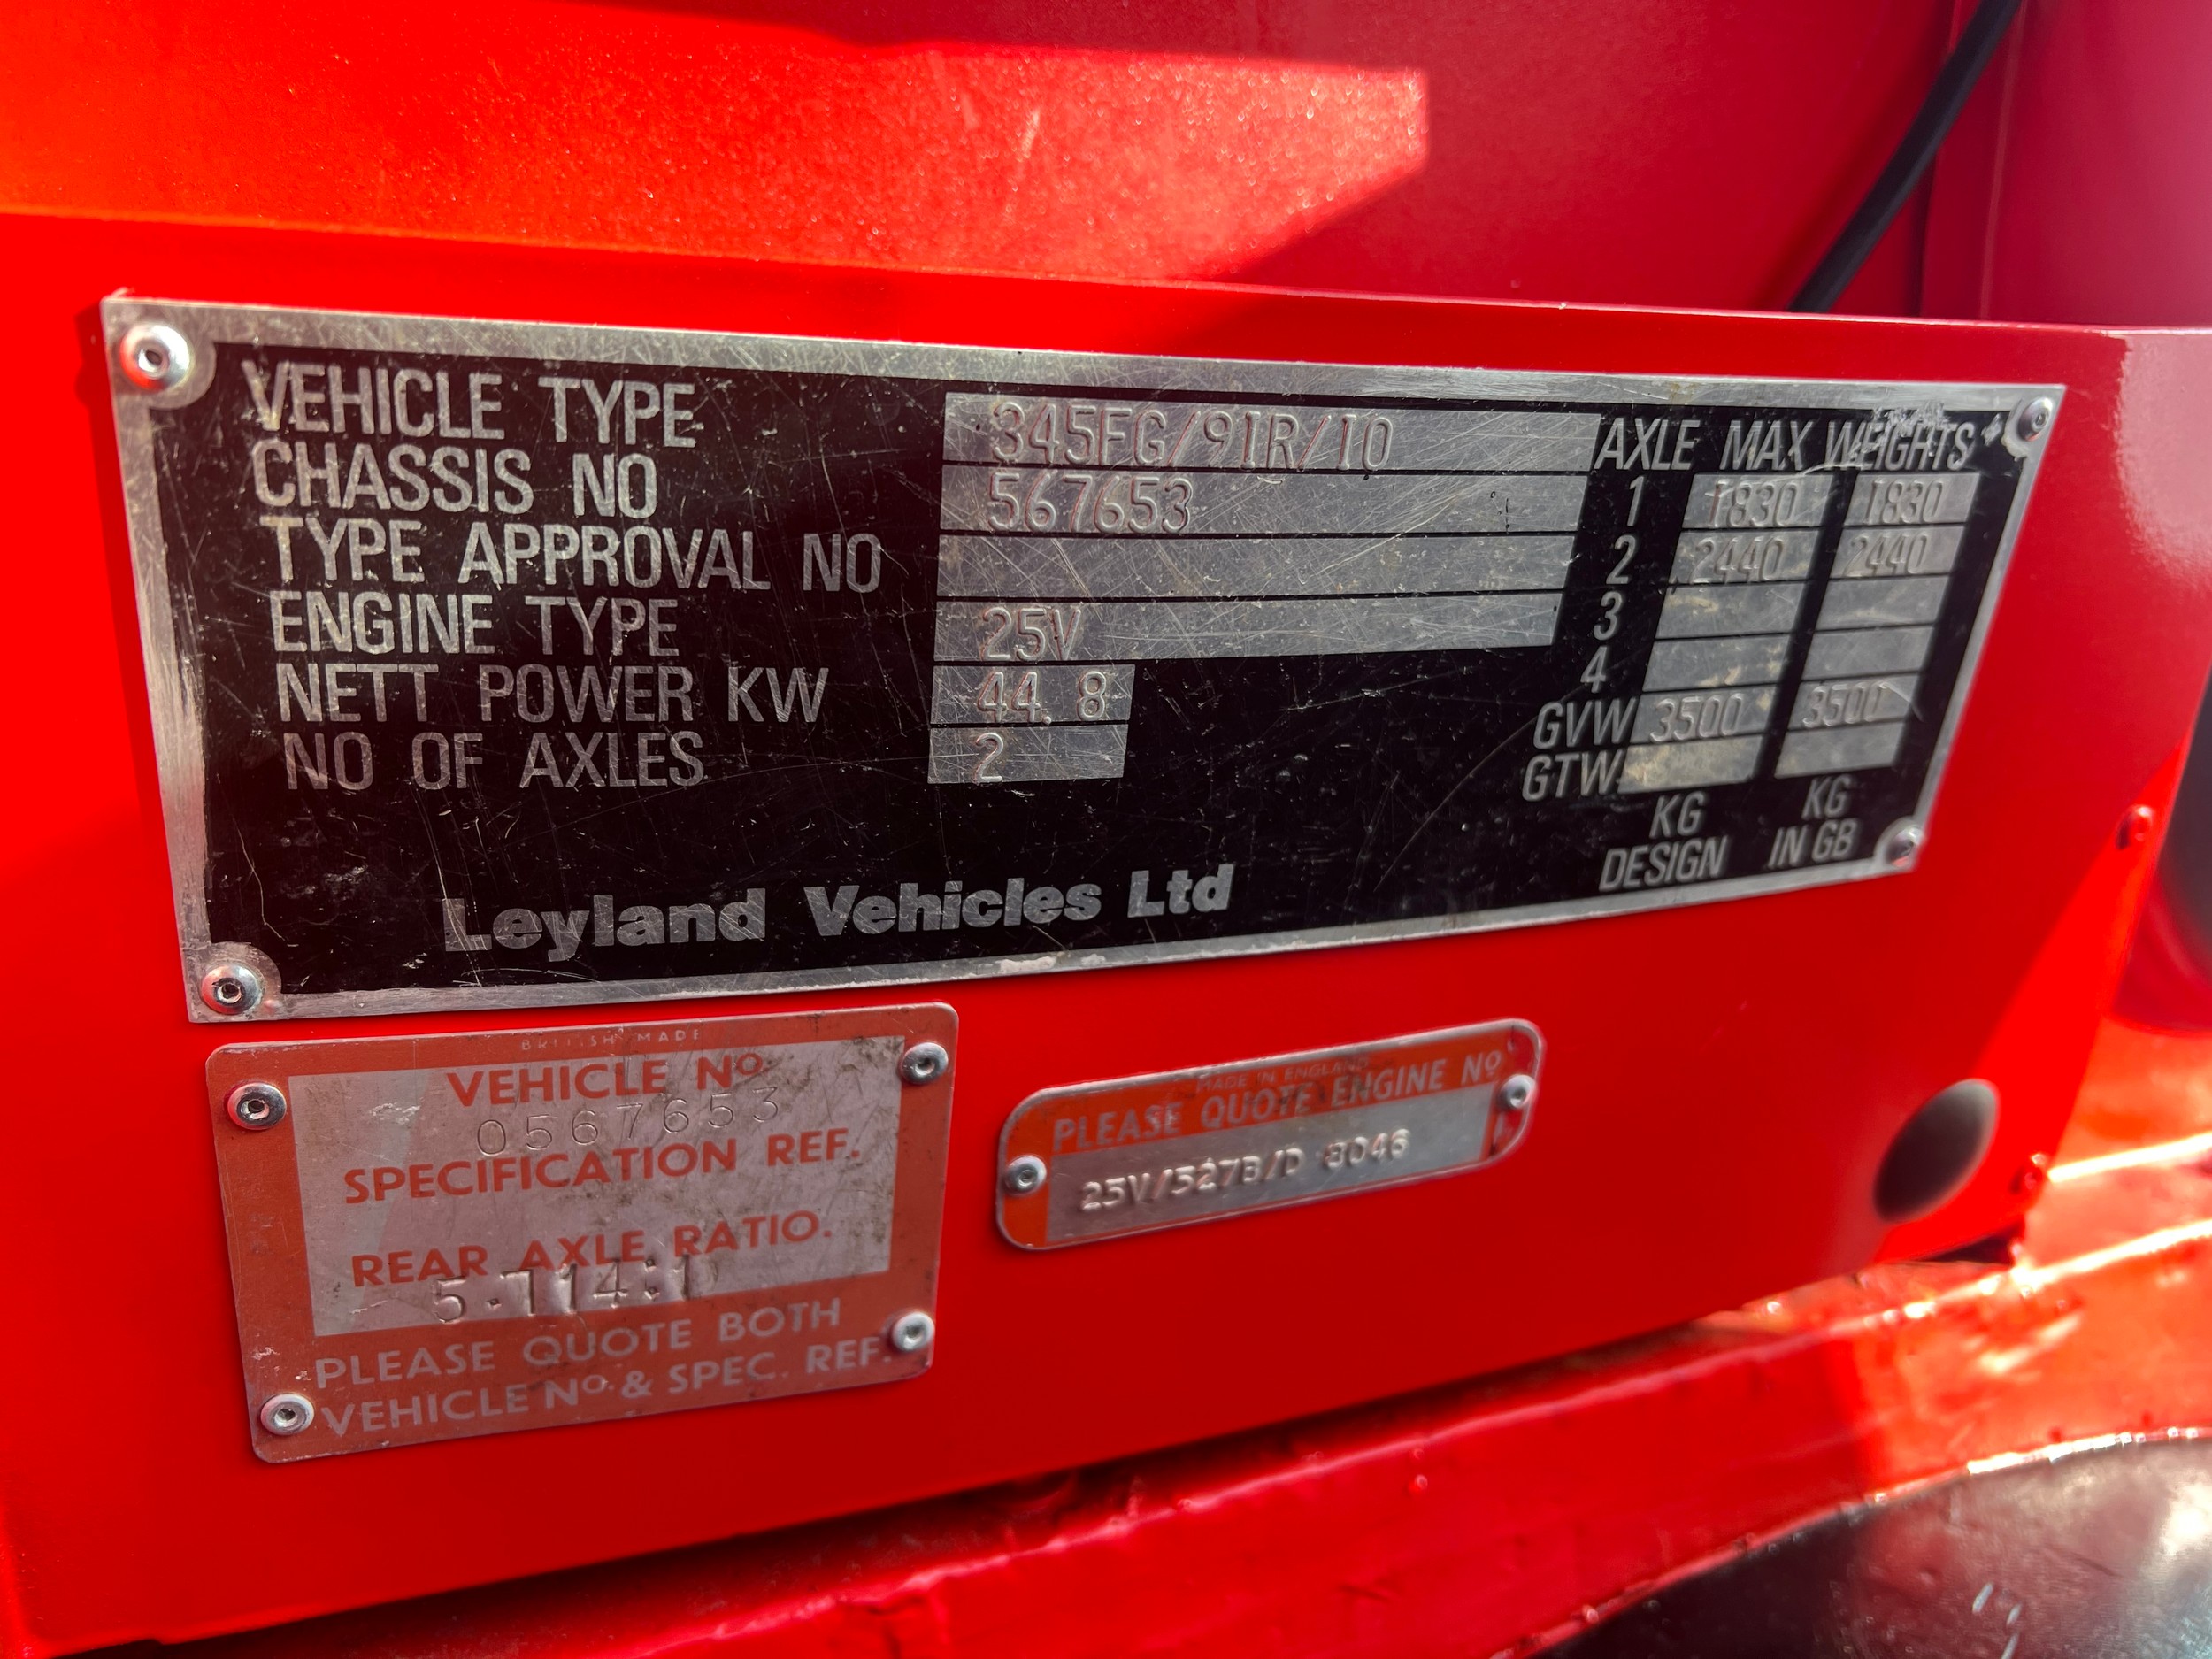 VEHICLE TYPE 345FG/91R/10
CHASSIS NO 567653
TYPE APPROVAL NO
ENGINE TYPE 25V
NETT POWER KW 44.8
NO OF AXLES 2
AXLE MAX WEIGHTS
1 1830 1830
2 2440 2440
3
4
GVW 3500 3500
GTW
KG KG
DESIGN IN GB
Leyland Vehicles Ltd
BRITISH MADE
VEHICLE Nº
0567653
SPECIFICATION REF.
REAR AXLE RATIO.
5.714:1
PLEASE QUOTE BOTH
VEHICLE Nº. & SPEC. REF.
MADE IN ENGLAND
PLEASE QUOTE ENGINE Nº
25V/527B/D 8046